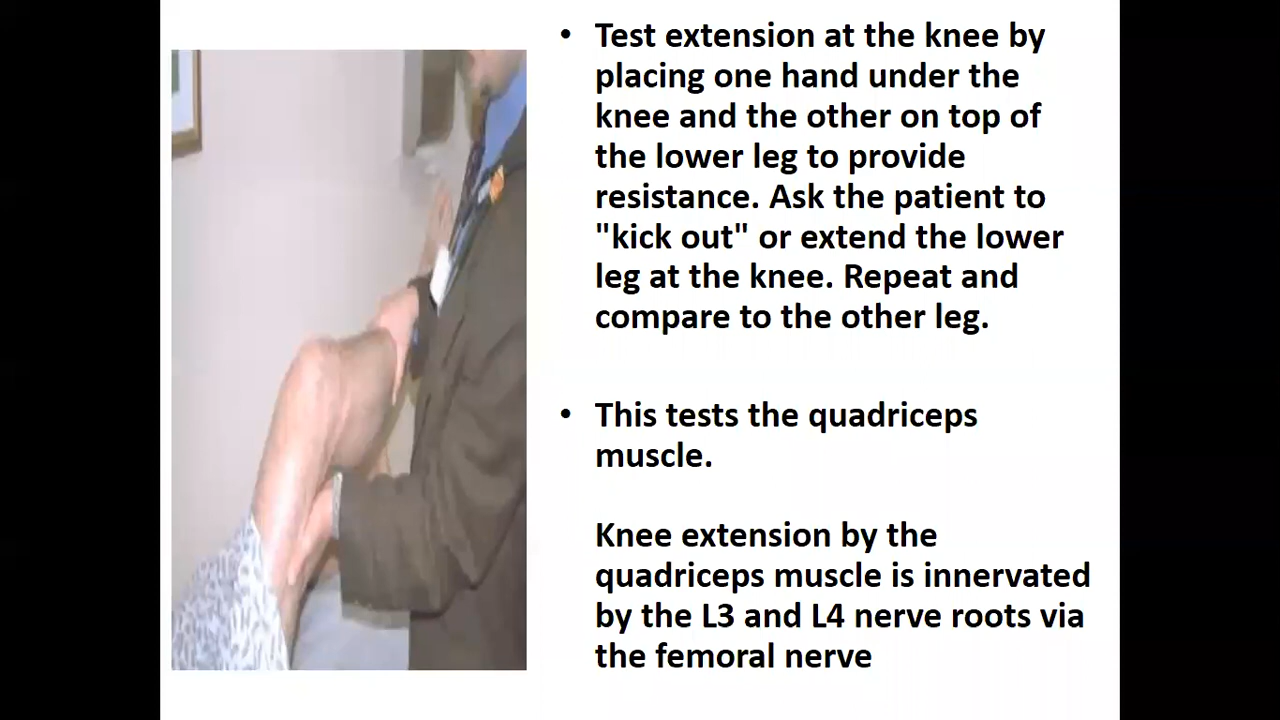 • Test extension at the knee by
placing one hand under the
knee and the other on top of
the lower leg to provide
resistance. Ask the patient to
"kick out" or extend the lower
leg at the knee. Repeat and
compare to the other leg.
• This tests the quadriceps
muscle.
Knee extension by the
quadriceps muscle is innervated
by the L3 and L4 nerve roots via
the femoral nerve